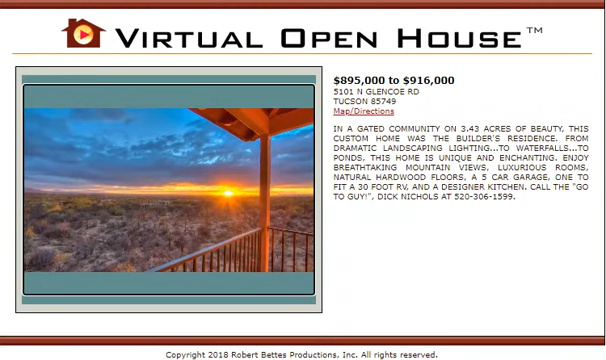 VIRTUAL OPEN HOUSE™
$895,000 to $916,000
5101 N GLENCOE RD
TUCSON 85749
Map/Directions
IN A GATED COMMUNITY ON 3.43 ACRES OF BEAUTY, THIS
CUSTOM HOME WAS THE BUILDER'S RESIDENCE. FROM
DRAMATIC LANDSCAPING LIGHTING...TO WATERFALLS...TO
PONDS, THIS HOME IS UNIQUE AND ENCHANTING. ENJOY
BREATHTAKING MOUNTAIN VIEWS, LUXURIOUS ROOMS,
NATURAL HARDWOOD FLOORS, A 5 CAR GARAGE, ONE TO
FIT A 30 FOOT RV, AND A DESIGNER KITCHEN. CALL THE "GO
TO GUY!", DICK NICHOLS AT 520-306-1599.
Copyright 2018 Robert Bettes Productions, Inc. All rights reserved.